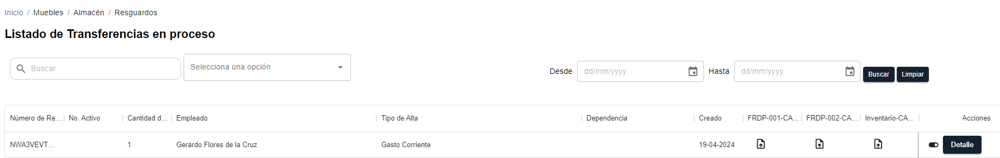 Inicio / Muebles / Almacén / Resguardos
Listado de Transferencias en proceso
Buscar
Selecciona una opción
Desde dd/mm/yyyy Hasta dd/mm/yyyy Buscar Limpiar
Número de Re... No. Activo Cantidad d... Empleado Tipo de Alta Dependencia Creado FRDP-001-CA... FRDP-002-CA... Inventario-CA... Acciones
NWA3VEVT... 1 Gerardo Flores de la Cruz Gasto Corriente 19-04-2024 Detalle